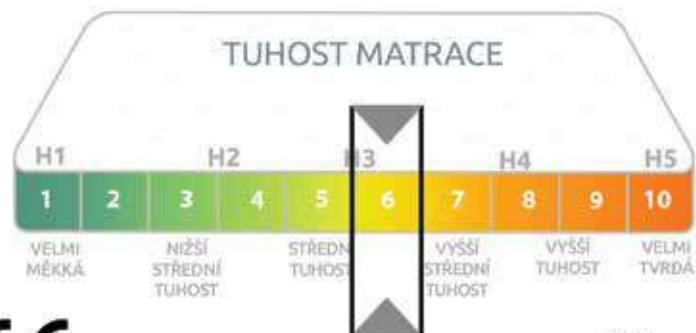 TUHOST MATRACE
H1 H2 H3 H4 H5
1 2 3 4 5 6 7 8 9 10
VELMI MĚKKÁ
NIŽŠÍ STŘEDNÍ TUHOST
STŘEDN TUHOST
VYŠŠÍ STŘEDNÍ TUHOST
VYŠŠÍ TUHOST
VELMI TVRDÁ